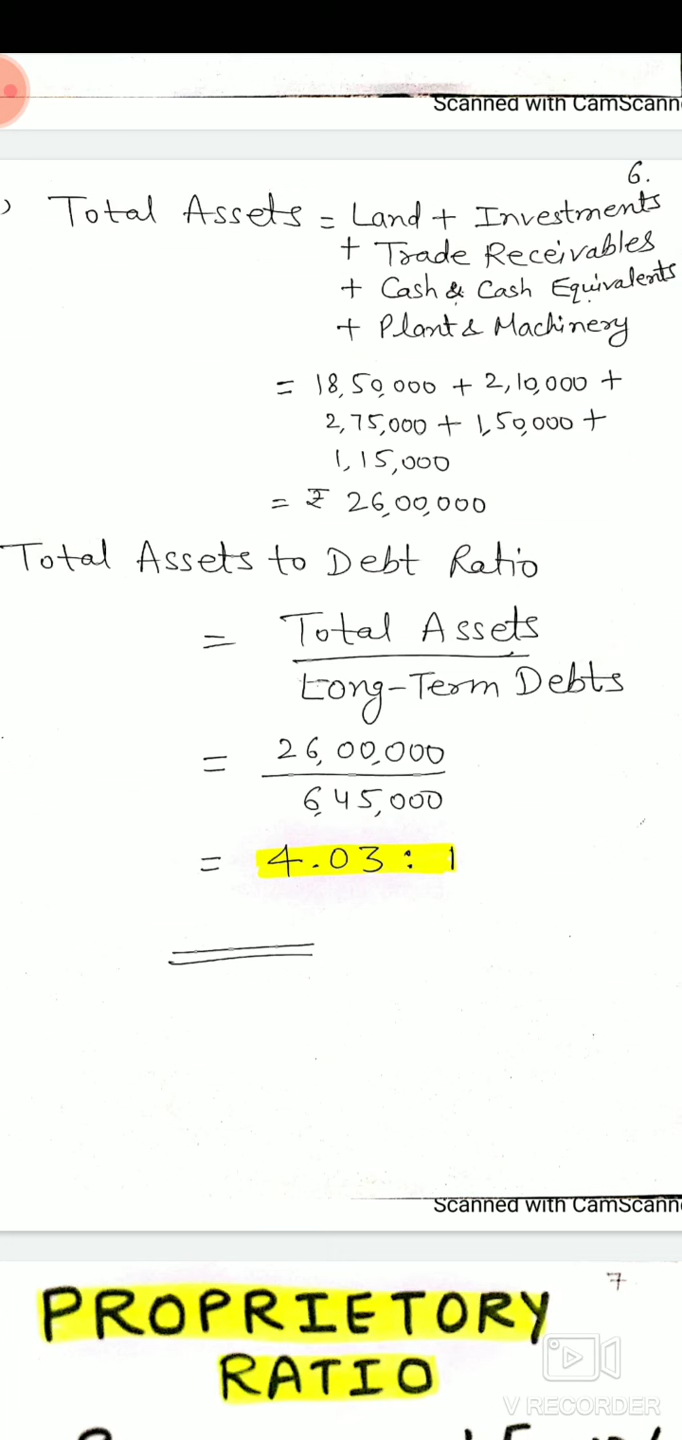 Scanned with CamScann
6.
Total Assets = Land + Investments
+ Trade Receivables
+ Cash & Cash Equivalents
+ Plant & Machinery
= 18,50,000 + 2,10,000 +
2,75,000 + 1,50,000 +
1,15,000
= ₹ 26,00,000
Total Assets to Debt Ratio
= Total Assets
Long-Term Debts
= 26,00,000
6,45,000
= 4.03 : 1
Scanned with CamScann
7
PROPRIETORY
RATIO
V RECORDER